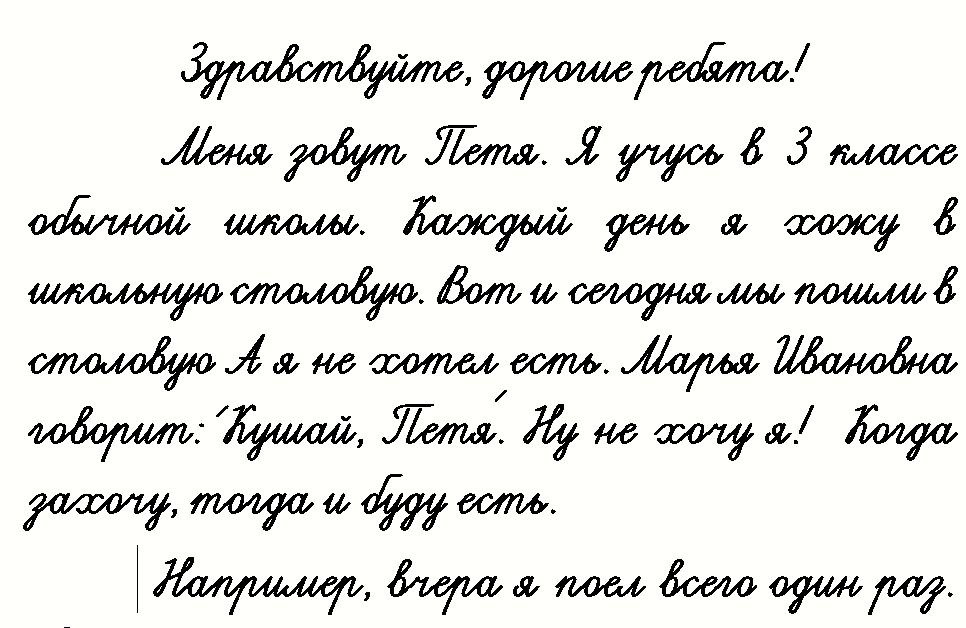 Здравствуйте, дорогие ребята!
Меня зовут Петя. Я учусь в 3 классе
обычной школы. Каждый день я хожу в
школьную столовую. Вот и сегодня мы пошли в
столовую А я не хотел есть. Марья Ивановна
говорит: ′Кушай, Петя′. Ну не хочу я! Когда
захочу, тогда и буду есть.
Например, вчера я поел всего один раз.